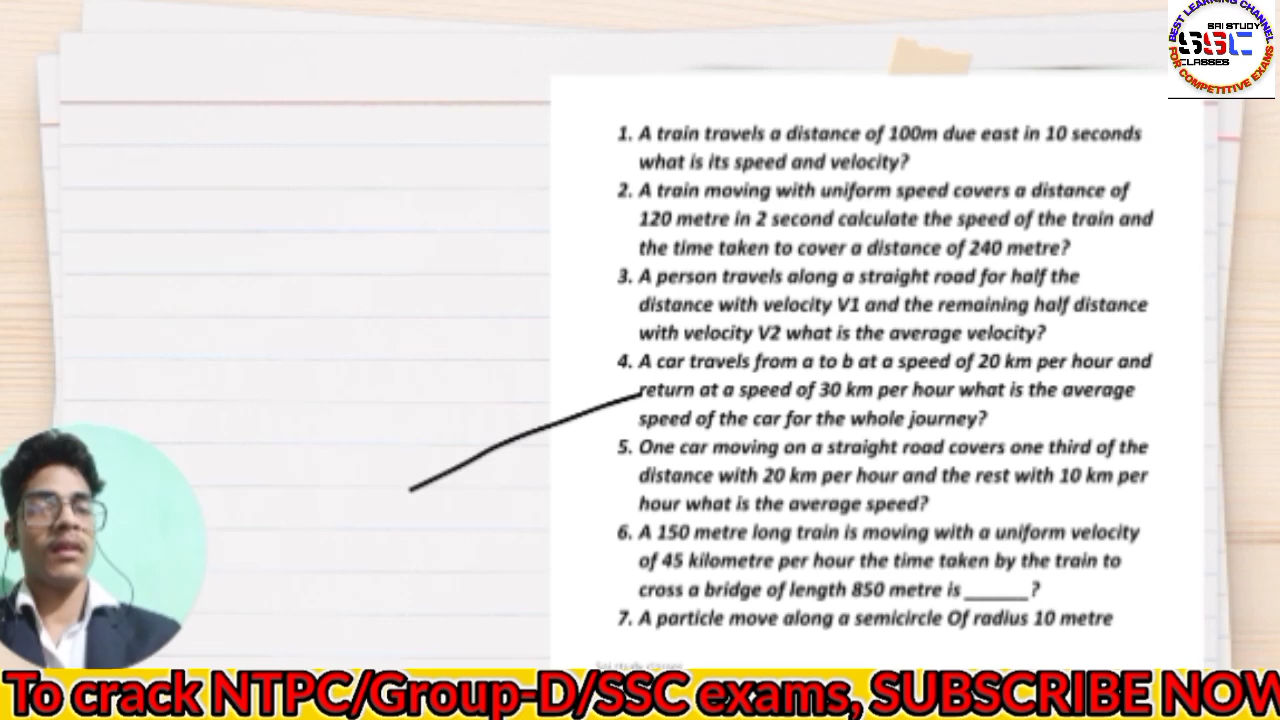 BEST LEARNING CHANNEL
SRI STUDY
SSC
CLASSES
FOR COMPETITIVE EXAMS
1. A train travels a distance of 100m due east in 10 seconds
what is its speed and velocity?
2. A train moving with uniform speed covers a distance of
120 metre in 2 second calculate the speed of the train and
the time taken to cover a distance of 240 metre?
3. A person travels along a straight road for half the
distance with velocity V1 and the remaining half distance
with velocity V2 what is the average velocity?
4. A car travels from a to b at a speed of 20 km per hour and
return at a speed of 30 km per hour what is the average
speed of the car for the whole journey?
5. One car moving on a straight road covers one third of the
distance with 20 km per hour and the rest with 10 km per
hour what is the average speed?
6. A 150 metre long train is moving with a uniform velocity
of 45 kilometre per hour the time taken by the train to
cross a bridge of length 850 metre is _______?
7. A particle move along a semicircle Of radius 10 metre
Sri study classes
To crack NTPC/Group-D/SSC exams, SUBSCRIBE NOW